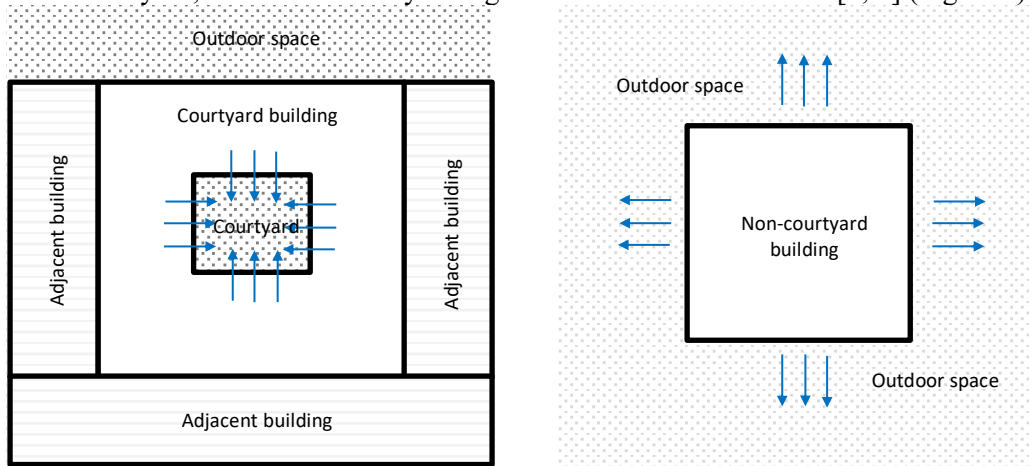 Outdoor space
Courtyard building
Adjacent building
Courtyard
Adjacent building
Adjacent building
Outdoor space
Non-courtyard
building
Outdoor space